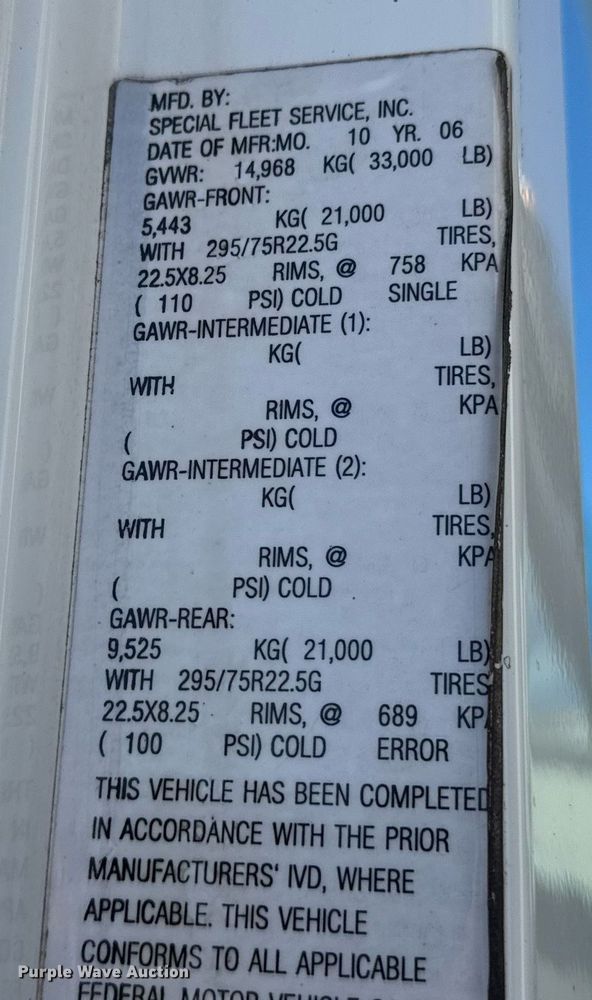 MFD. BY:
SPECIAL FLEET SERVICE, INC.
DATE OF MFR:MO. 10 YR. 06
GVWR: 14,968 KG( 33,000 LB)
GAWR-FRONT:
5,443 KG( 21,000 LB)
WITH 295/75R22.5G TIRES,
22.5X8.25 RIMS, @ 758 KPA
( 110 PSI) COLD SINGLE
GAWR-INTERMEDIATE (1):
KG( LB)
WITH TIRES,
RIMS, @ KPA
( PSI) COLD
GAWR-INTERMEDIATE (2):
KG( LB)
WITH TIRES,
RIMS, @ KPA
( PSI) COLD
GAWR-REAR:
9,525 KG( 21,000 LB)
WITH 295/75R22.5G TIRES
22.5X8.25 RIMS, @ 689 KP
( 100 PSI) COLD ERROR
THIS VEHICLE HAS BEEN COMPLETED
IN ACCORDANCE WITH THE PRIOR
MANUFACTURERS' IVD, WHERE
APPLICABLE. THIS VEHICLE
CONFORMS TO ALL APPLICABLE
FEDERAL MOTOR VEHICLE
Purple Wave Auction